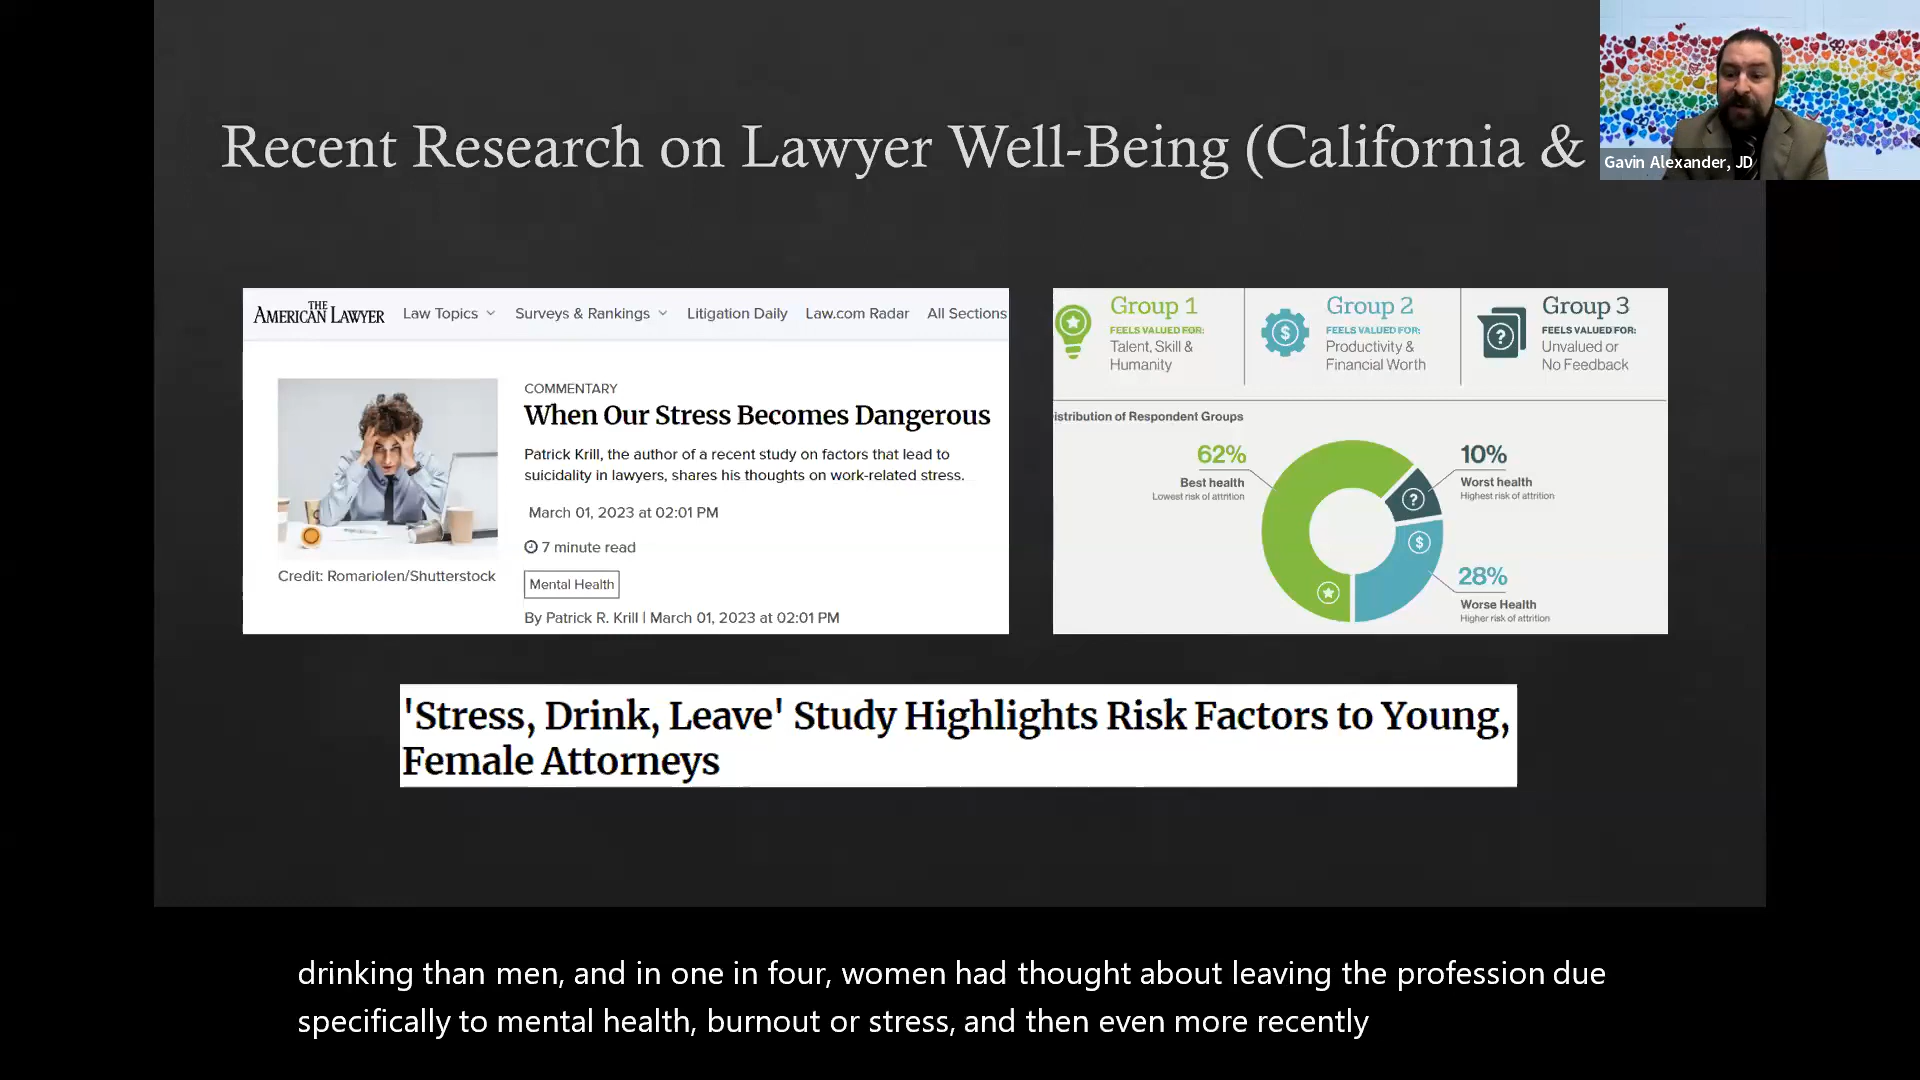 Recent Research on Lawyer Well-Being (California &
Gavin Alexander, JD
THE
AMERICAN LAWYER
Law Topics
Surveys & Rankings
Litigation Daily
Law.com Radar
All Sections
COMMENTARY
When Our Stress Becomes Dangerous
Patrick Krill, the author of a recent study on factors that lead to
suicidality in lawyers, shares his thoughts on work-related stress.
March 01, 2023 at 02:01 PM
7 minute read
Mental Health
By Patrick R. Krill | March 01, 2023 at 02:01 PM
Credit: Romariolen/Shutterstock
Group 1
FEELS VALUED FOR:
Talent, Skill &
Humanity
$
Group 2
FEELS VALUED FOR:
Productivity &
Financial Worth
?
Group 3
FEELS VALUED FOR:
Unvalued or
No Feedback
istribution of Respondent Groups
62%
Best health
Lowest risk of attrition
10%
Worst health
Highest risk of attrition
?
$
28%
Worse Health
Higher risk of attrition
'Stress, Drink, Leave' Study Highlights Risk Factors to Young,
Female Attorneys
drinking than men, and in one in four, women had thought about leaving the profession due
specifically to mental health, burnout or stress, and then even more recently